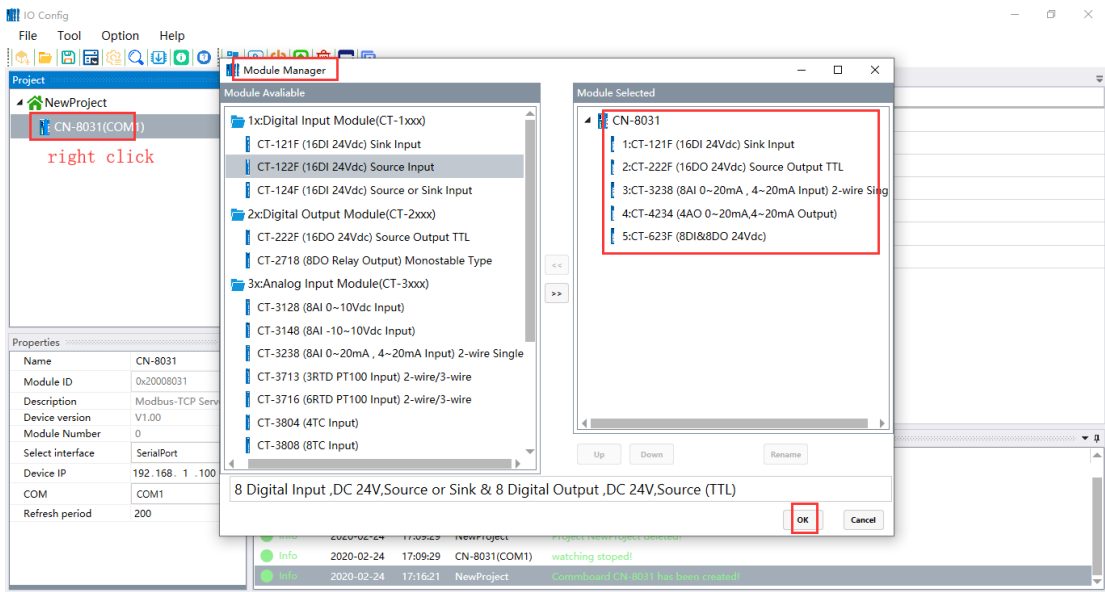 IO Config
File Tool Option Help
Project
NewProject
CN-8031(COM1)
right click
Module Manager
Module Avaliable
1x:Digital Input Module(CT-1xxx)
CT-121F (16DI 24Vdc) Sink Input
CT-122F (16DI 24Vdc) Source Input
CT-124F (16DI 24Vdc) Source or Sink Input
2x:Digital Output Module(CT-2xxx)
CT-222F (16DO 24Vdc) Source Output TTL
CT-2718 (8DO Relay Output) Monostable Type
3x:Analog Input Module(CT-3xxx)
CT-3128 (8AI 0~10Vdc Input)
CT-3148 (8AI -10~10Vdc Input)
CT-3238 (8AI 0~20mA , 4~20mA Input) 2-wire Single
CT-3713 (3RTD PT100 Input) 2-wire/3-wire
CT-3716 (6RTD PT100 Input) 2-wire/3-wire
CT-3804 (4TC Input)
CT-3808 (8TC Input)
<<
>>
Module Selected
CN-8031
1:CT-121F (16DI 24Vdc) Sink Input
2:CT-222F (16DO 24Vdc) Source Output TTL
3:CT-3238 (8AI 0~20mA , 4~20mA Input) 2-wire Sing
4:CT-4234 (4AO 0~20mA,4~20mA Output)
5:CT-623F (8DI&8DO 24Vdc)
Up Down Rename
8 Digital Input ,DC 24V,Source or Sink & 8 Digital Output ,DC 24V,Source (TTL)
OK Cancel
Properties
Name CN-8031
Module ID 0x20008031
Description Modbus-TCP Serv
Device version V1.00
Module Number 0
Select interface SerialPort
Device IP 192.168. 1 .100
COM COM1
Refresh period 200
Info 2020-02-24 17:09:29 NewProject Project NewProject deleted!
Info 2020-02-24 17:09:29 CN-8031(COM1) watching stoped!
Info 2020-02-24 17:16:21 NewProject Commboard CN-8031 has been created!